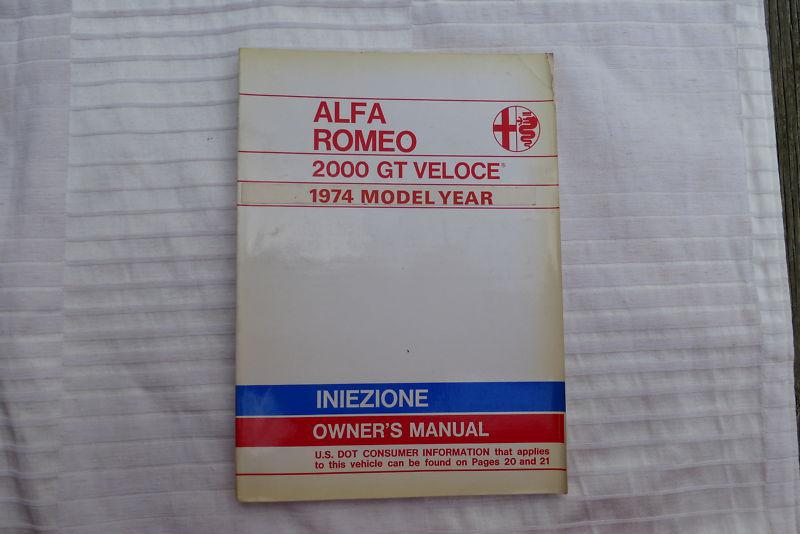 ALFA
ROMEO
2000 GT VELOCE®
1974 MODEL YEAR
INIEZIONE
OWNER'S MANUAL
U.S. DOT CONSUMER INFORMATION that applies
to this vehicle can be found on Pages 20 and 21